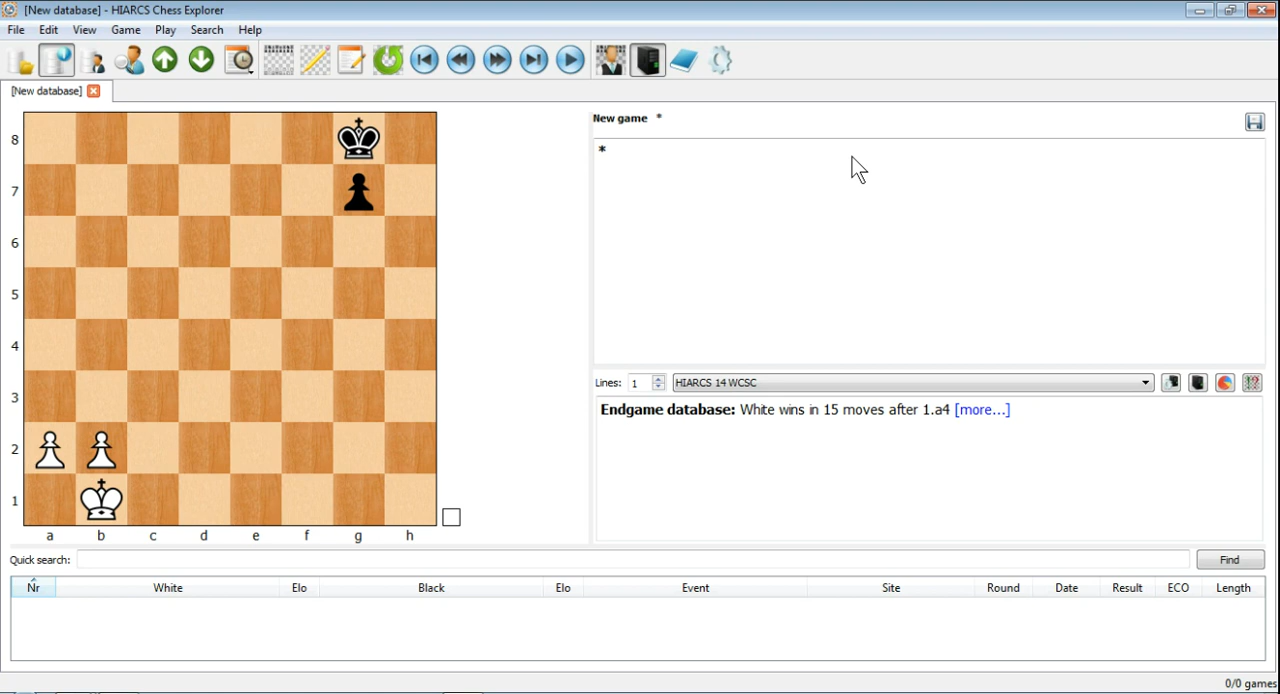 [New database] - HIARCS Chess Explorer
File Edit View Game Play Search Help
[New database]
New game *
*
8
7
6
5
4
3
2
1
a b c d e f g h
Lines: 1 HIARCS 14 WCSC
Endgame database: White wins in 15 moves after 1.a4 [more...]
Quick search: Find
Nr White Elo Black Elo Event Site Round Date Result ECO Length
0/0 games